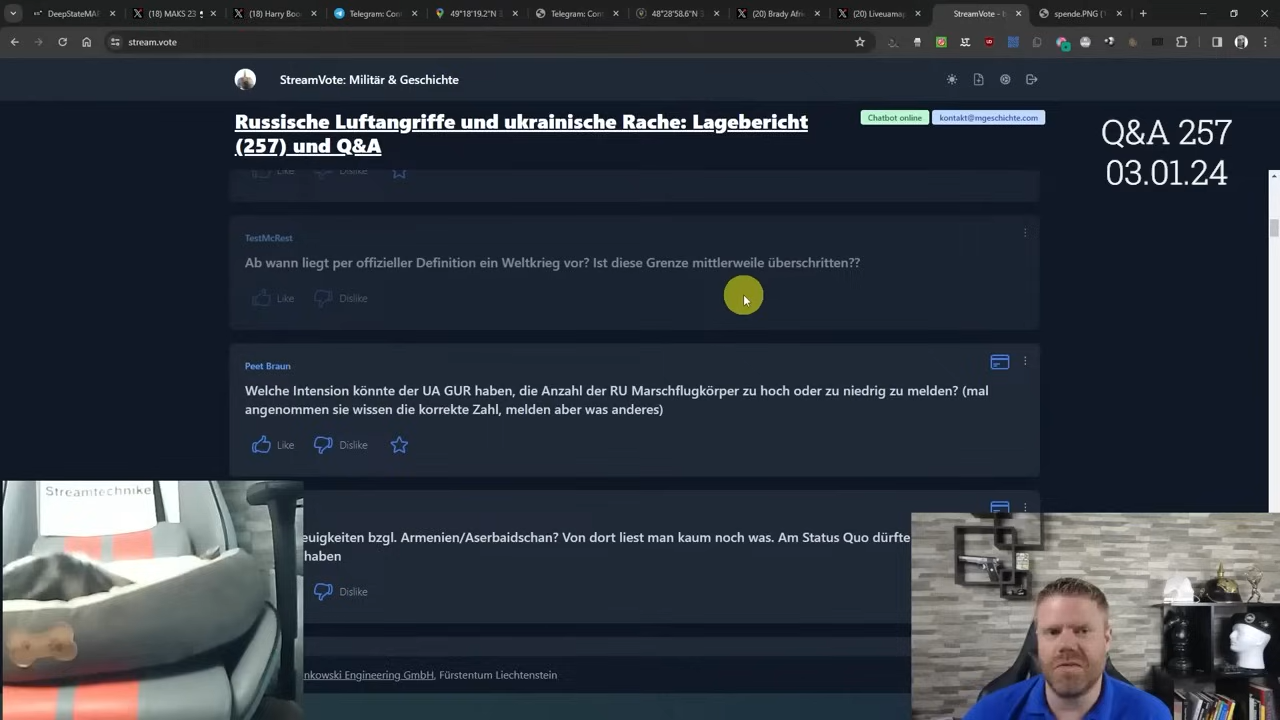 DeepStateMA
(18) MAKS 23
(18) Harry Boo
Telegram: Con
49°18'19.2"N
Telegram: Con
48°28'58.6"N
(20) Brady Afri
(20) Liveuama
StreamVote - b
spende.PNG (1
stream.vote
StreamVote: Militär & Geschichte
Russische Luftangriffe und ukrainische Rache: Lagebericht
(257) und Q&A
Chatbot online
kontakt@mgeschichte.com
Q&A 257
03.01.24
Like
Dislike
TestMcRest
Ab wann liegt per offizieller Definition ein Weltkrieg vor? Ist diese Grenze mittlerweile überschritten??
Like
Dislike
Peet Braun
Welche Intension könnte der UA GUR haben, die Anzahl der RU Marschflugkörper zu hoch oder zu niedrig zu melden? (mal
angenommen sie wissen die korrekte Zahl, melden aber was anderes)
Like
Dislike
Streamtechniker
euigkeiten bzgl. Armenien/Aserbaidschan? Von dort liest man kaum noch was. Am Status Quo dürfte
haben
Dislike
nkowski Engineering GmbH, Fürstentum Liechtenstein